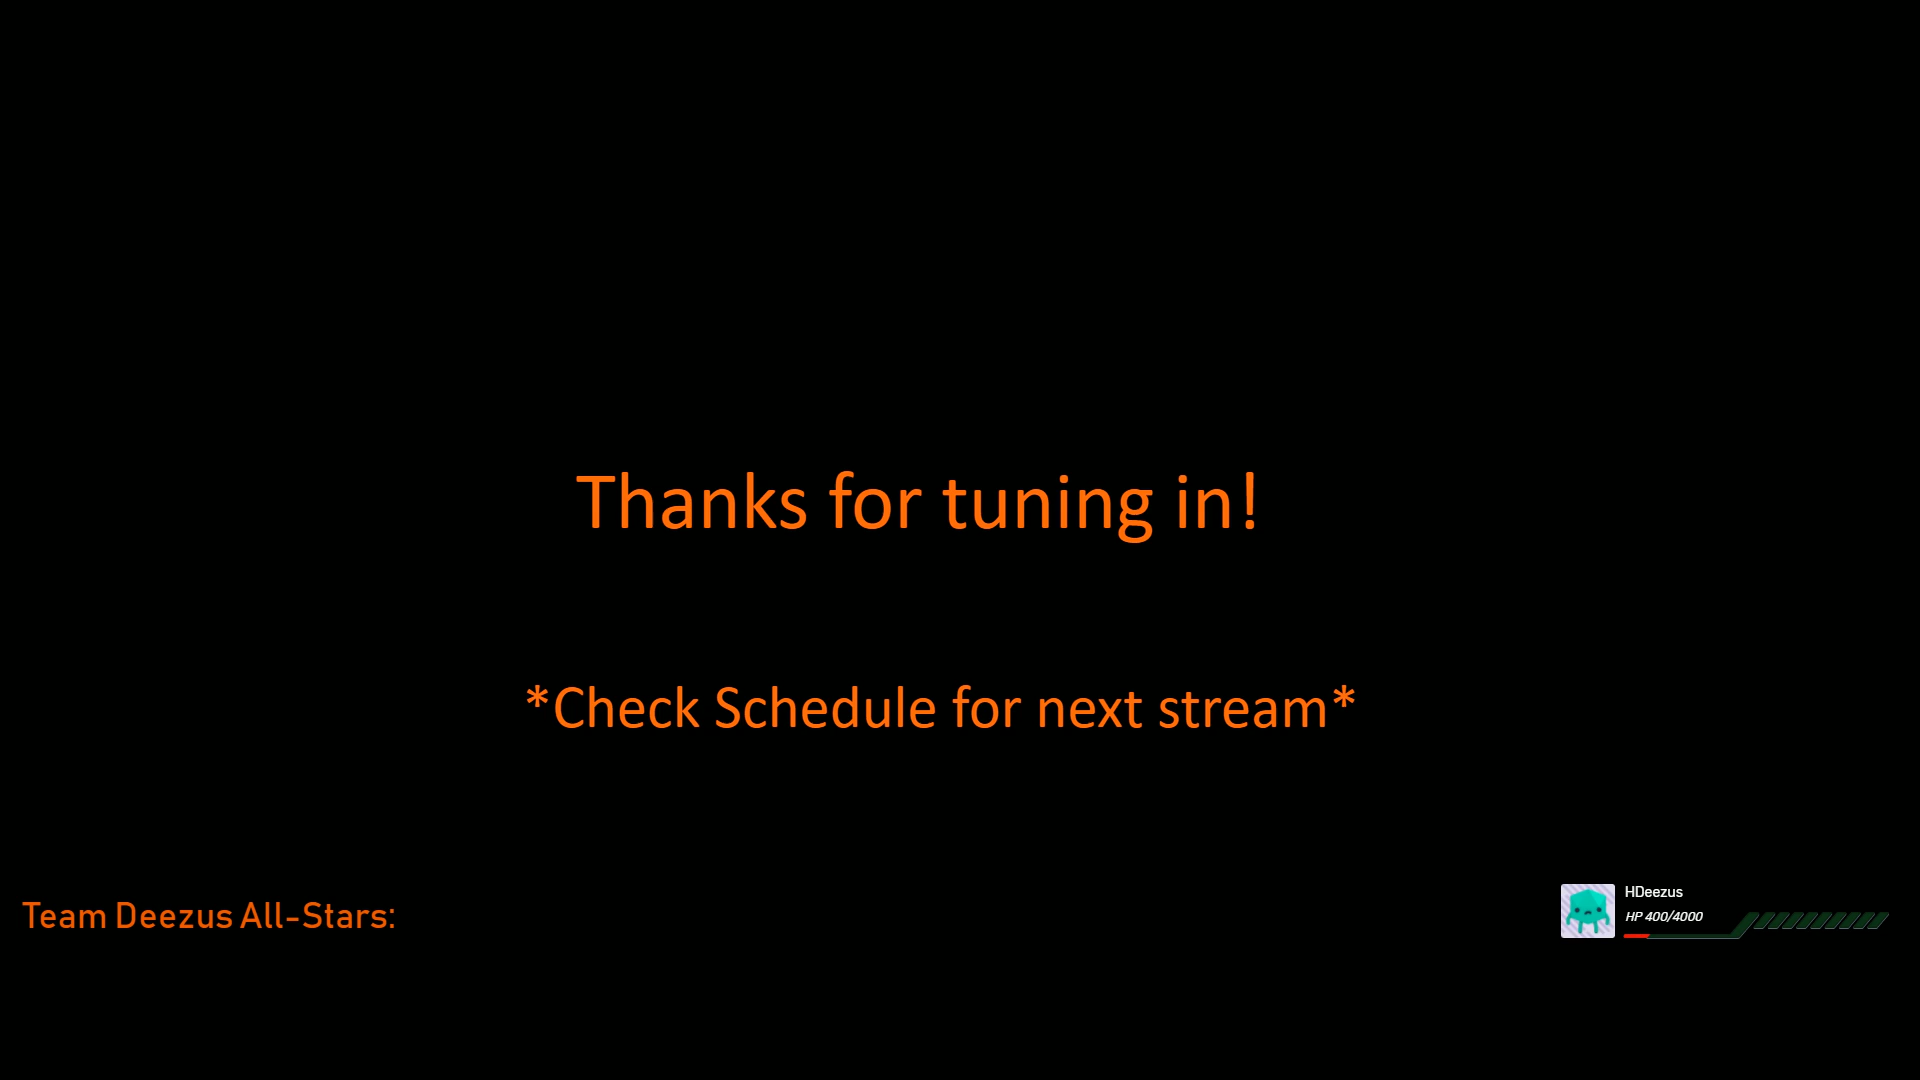 Thanks for tuning in!
*Check Schedule for next stream*
Team Deezus All-Stars:
HDeezus
HP 400/4000